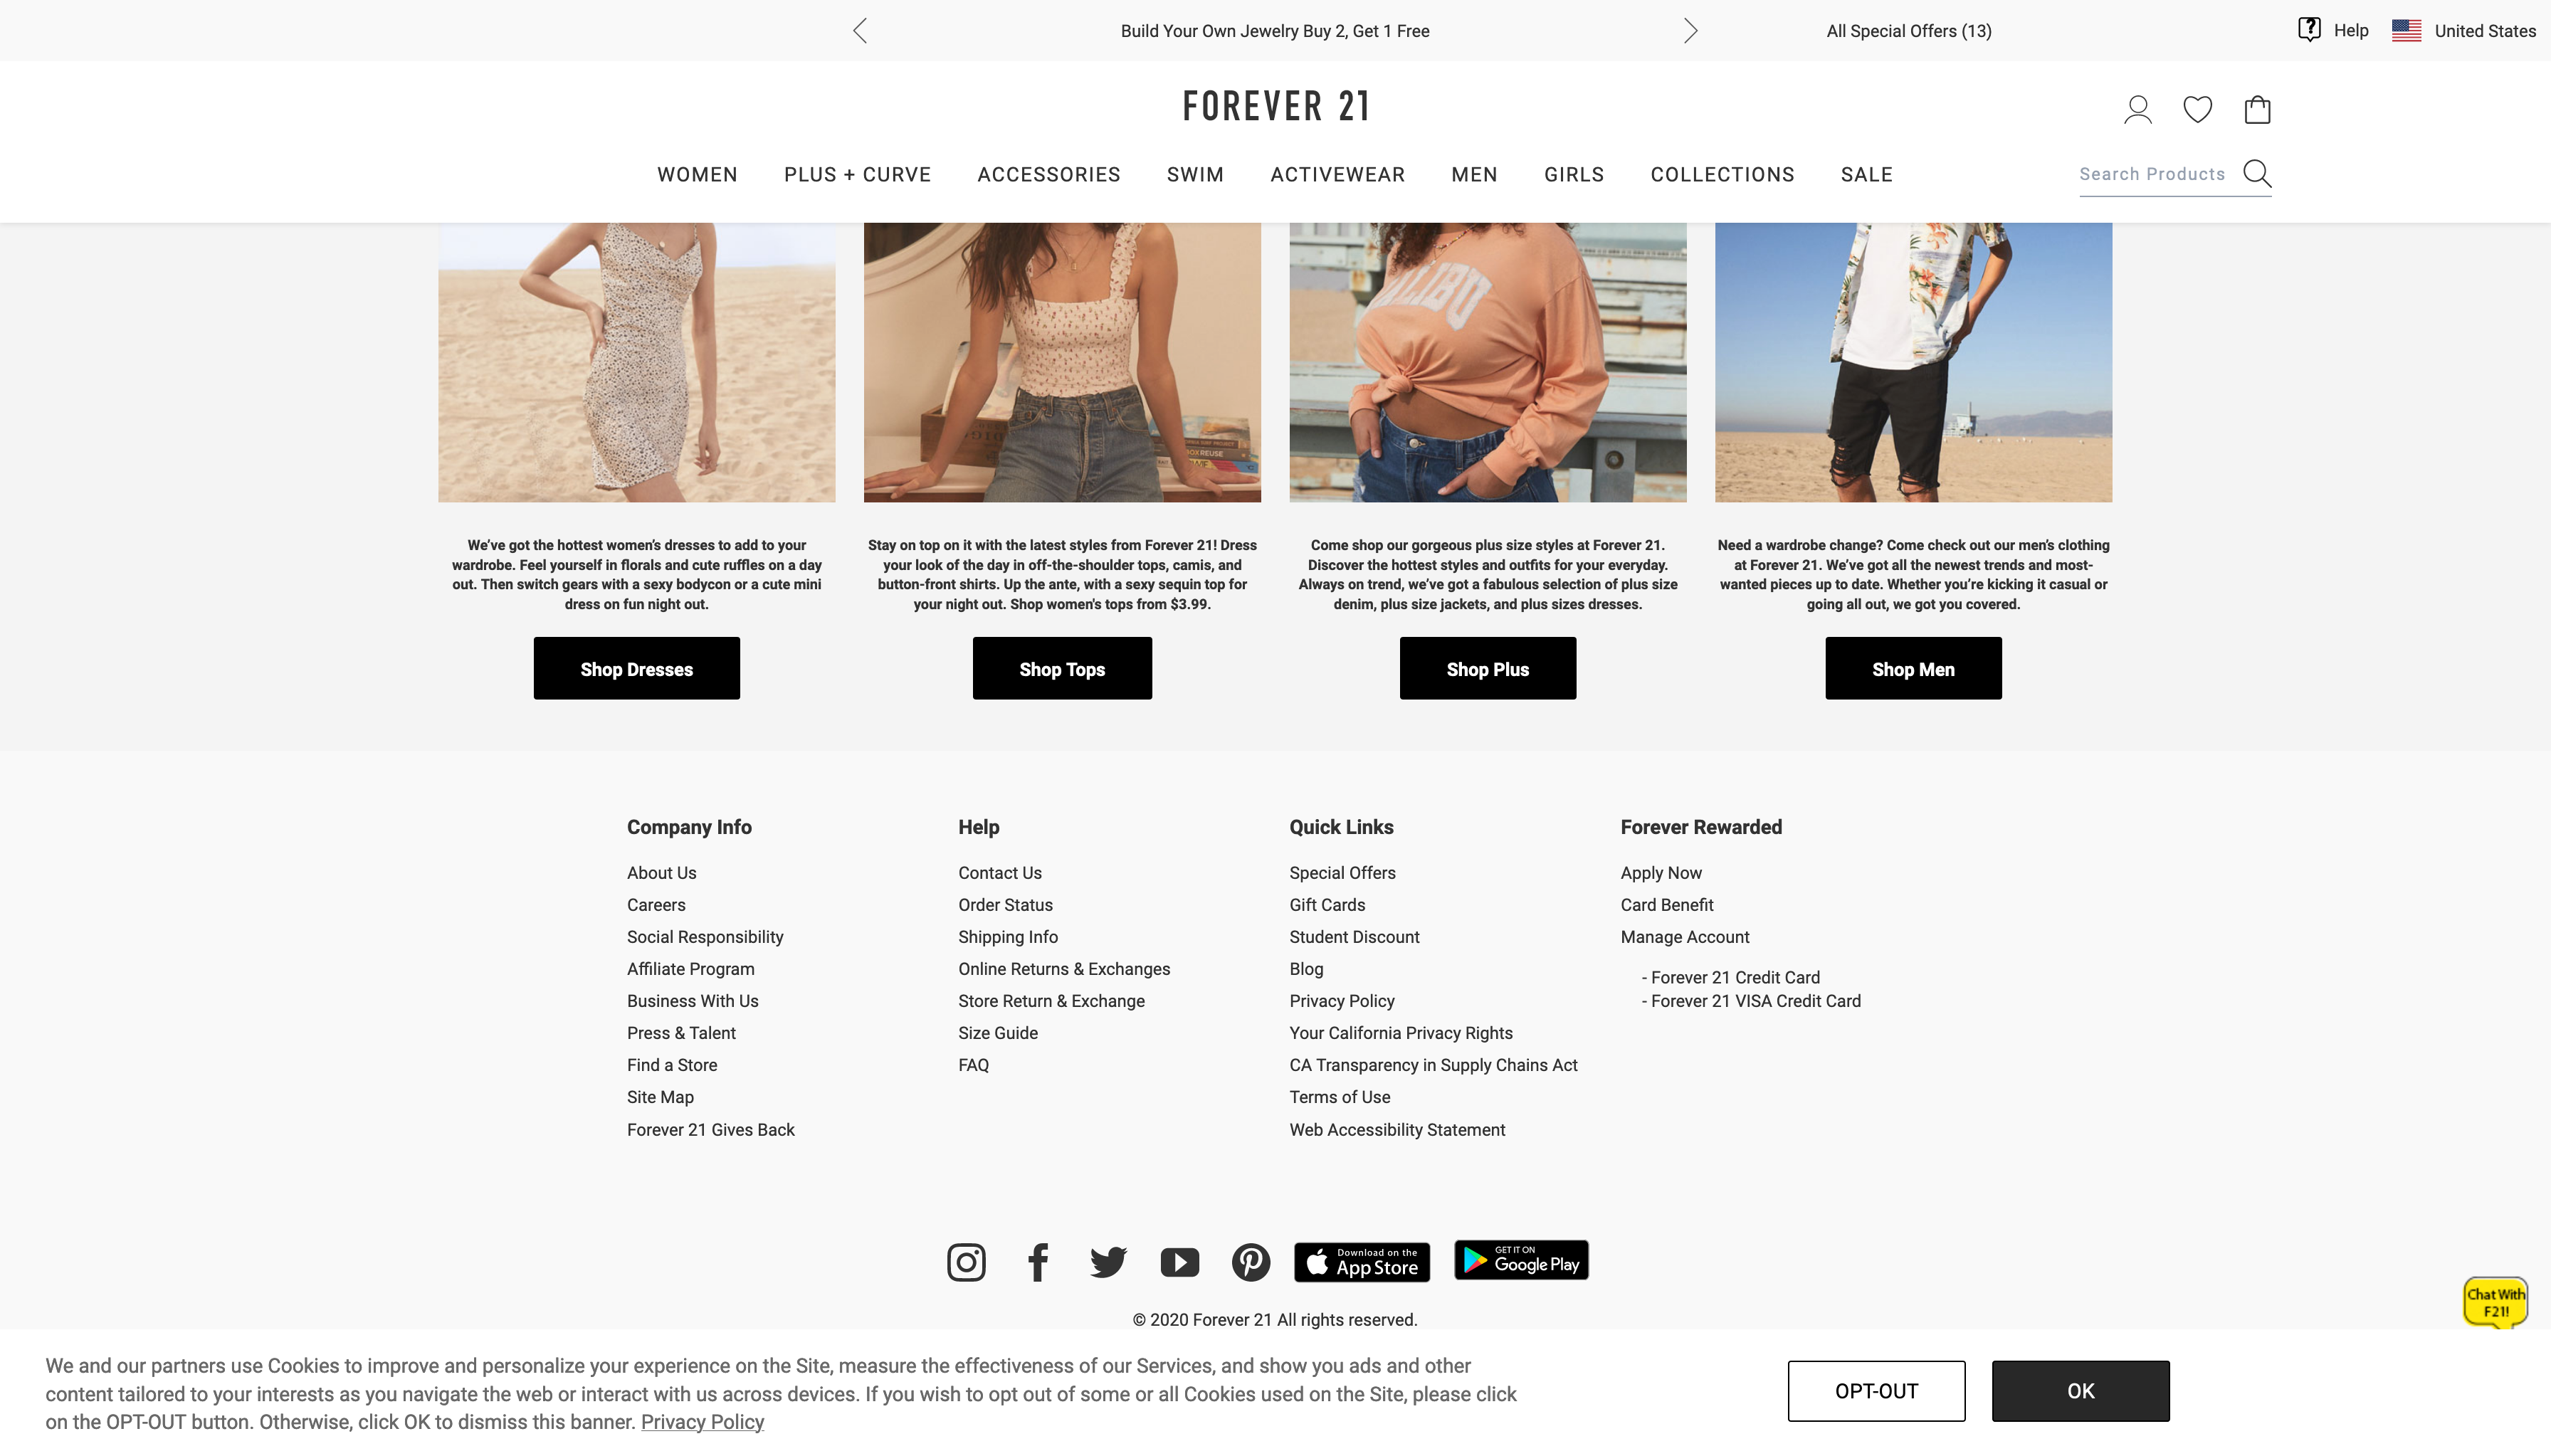 Build Your Own Jewelry Buy 2, Get 1 Free
All Special Offers (13)
Help
United States
FOREVER 21
WOMEN
PLUS + CURVE
ACCESSORIES
SWIM
ACTIVEWEAR
MEN
GIRLS
COLLECTIONS
SALE
Search Products
We've got the hottest women's dresses to add to your
wardrobe. Feel yourself in florals and cute ruffles on a day
out. Then switch gears with a sexy bodycon or a cute mini
dress on fun night out.
Shop Dresses
Stay on top on it with the latest styles from Forever 21! Dress
your look of the day in off-the-shoulder tops, camis, and
button-front shirts. Up the ante, with a sexy sequin top for
your night out. Shop women's tops from $3.99.
Shop Tops
Come shop our gorgeous plus size styles at Forever 21.
Discover the hottest styles and outfits for your everyday.
Always on trend, we've got a fabulous selection of plus size
denim, plus size jackets, and plus sizes dresses.
Shop Plus
Need a wardrobe change? Come check out our men's clothing
at Forever 21. We've got all the newest trends and most-
wanted pieces up to date. Whether you're kicking it casual or
going all out, we got you covered.
Shop Men
Company Info
About Us
Careers
Social Responsibility
Affiliate Program
Business With Us
Press & Talent
Find a Store
Site Map
Forever 21 Gives Back
Help
Contact Us
Order Status
Shipping Info
Online Returns & Exchanges
Store Return & Exchange
Size Guide
FAQ
Quick Links
Special Offers
Gift Cards
Student Discount
Blog
Privacy Policy
Your California Privacy Rights
CA Transparency in Supply Chains Act
Terms of Use
Web Accessibility Statement
Forever Rewarded
Apply Now
Card Benefit
Manage Account
- Forever 21 Credit Card
- Forever 21 VISA Credit Card
Download on the
App Store
GET IT ON
Google Play
Chat With
F21!
© 2020 Forever 21 All rights reserved.
We and our partners use Cookies to improve and personalize your experience on the Site, measure the effectiveness of our Services, and show you ads and other
content tailored to your interests as you navigate the web or interact with us across devices. If you wish to opt out of some or all Cookies used on the Site, please click
on the OPT-OUT button. Otherwise, click OK to dismiss this banner. Privacy Policy
OPT-OUT
OK